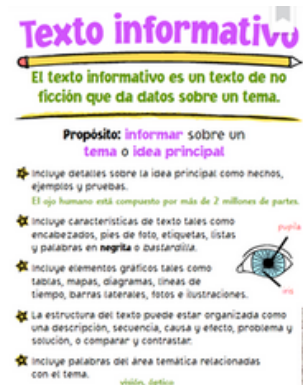 Texto informativo
El texto informativo es un texto de no
ficción que da datos sobre un tema.
Propósito: informar sobre un
tema o idea principal
Incluye detalles sobre la idea principal como hechos,
ejemplos y pruebas.
El ojo humano está compuesto por más de 2 millones de partes.
Incluye características de texto tales como
encabezados, pies de foto, etiquetas, listas
y palabras en negrita o bastardilla.
pupila
Incluye elementos gráficos tales como
tablas, mapas, diagramas, líneas de
tiempo, barras laterales, fotos e ilustraciones.
iris
La estructura del texto puede estar organizada como
una descripción, secuencia, causa y efecto, problema y
solución, o comparar y contrastar.
Incluye palabras del área temática relacionadas
con el tema.
visión, óptica